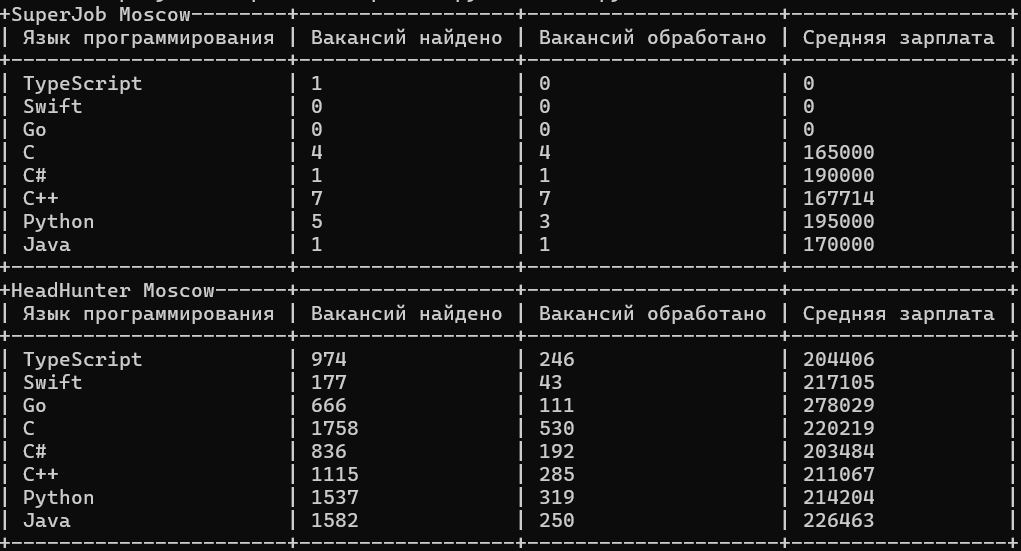 SuperJob Moscow
Язык программирования | Вакансий найдено | Вакансий обработано | Средняя зарплата
TypeScript | 1 | 0 | 0
Swift | 0 | 0 | 0
Go | 0 | 0 | 0
C | 4 | 4 | 165000
C# | 1 | 1 | 190000
C++ | 7 | 7 | 167714
Python | 5 | 3 | 195000
Java | 1 | 1 | 170000
HeadHunter Moscow
Язык программирования | Вакансий найдено | Вакансий обработано | Средняя зарплата
TypeScript | 974 | 246 | 204406
Swift | 177 | 43 | 217105
Go | 666 | 111 | 278029
C | 1758 | 530 | 220219
C# | 836 | 192 | 203484
C++ | 1115 | 285 | 211067
Python | 1537 | 319 | 214204
Java | 1582 | 250 | 226463